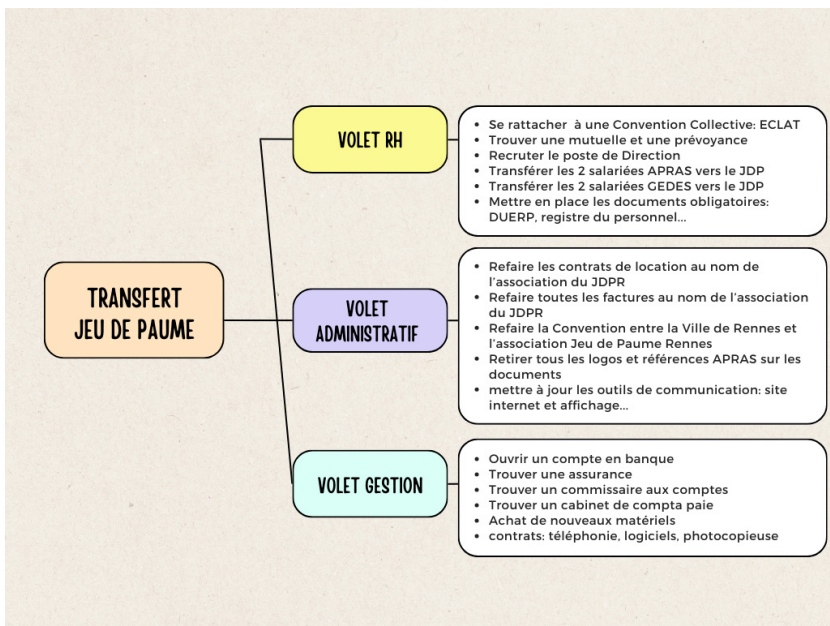 TRANSFERT
JEU DE PAUME
VOLET RH
• Se rattacher à une Convention Collective: ECLAT
• Trouver une mutuelle et une prévoyance
• Recruter le poste de Direction
• Transférer les 2 salariées APRAS vers le JDP
• Transférer les 2 salariées GEDES vers le JDP
• Mettre en place les documents obligatoires:
DUERP, registre du personnel...
VOLET
ADMINISTRATIF
• Refaire les contrats de location au nom de
l'association du JDPR
• Refaire toutes les factures au nom de l'association
du JDPR
• Refaire la Convention entre la Ville de Rennes et
l'association Jeu de Paume Rennes
• Retirer tous les logos et références APRAS sur les
documents
• mettre à jour les outils de communication: site
internet et affichage...
VOLET GESTION
• Ouvrir un compte en banque
• Trouver une assurance
• Trouver un commissaire aux comptes
• Trouver un cabinet de compta paie
• Achat de nouveaux matériels
• contrats: téléphonie, logiciels, photocopieuse